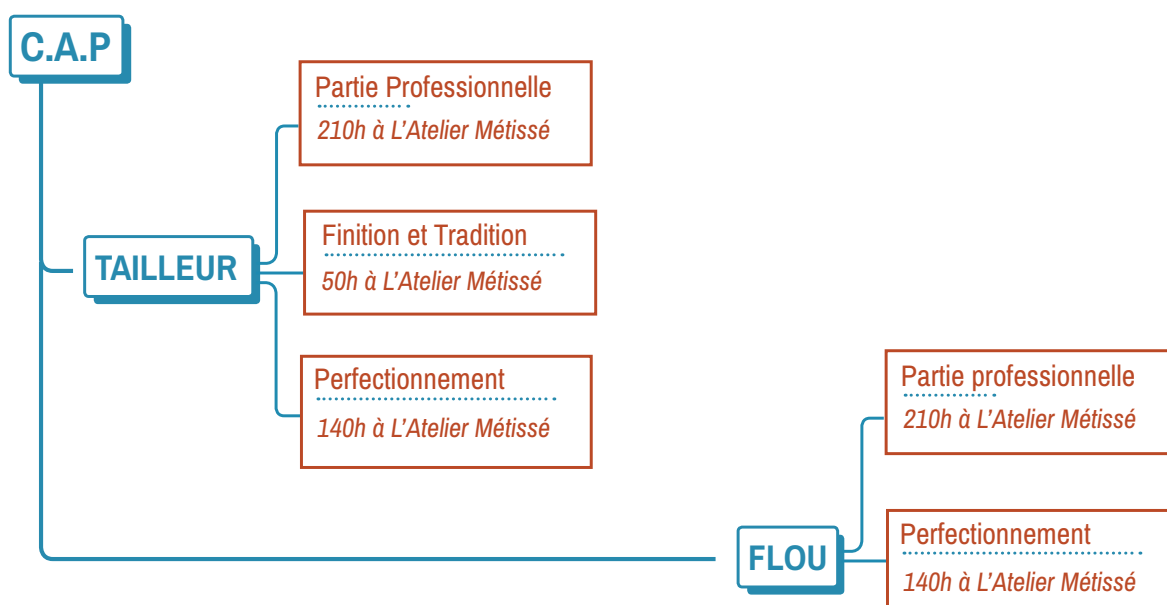 C.A.P
Partie Professionnelle
210h à L'Atelier Métissé
TAILLEUR
Finition et Tradition
50h à L'Atelier Métissé
Perfectionnement
140h à L'Atelier Métissé
FLOU
Partie professionnelle
210h à L'Atelier Métissé
Perfectionnement
140h à L'Atelier Métissé